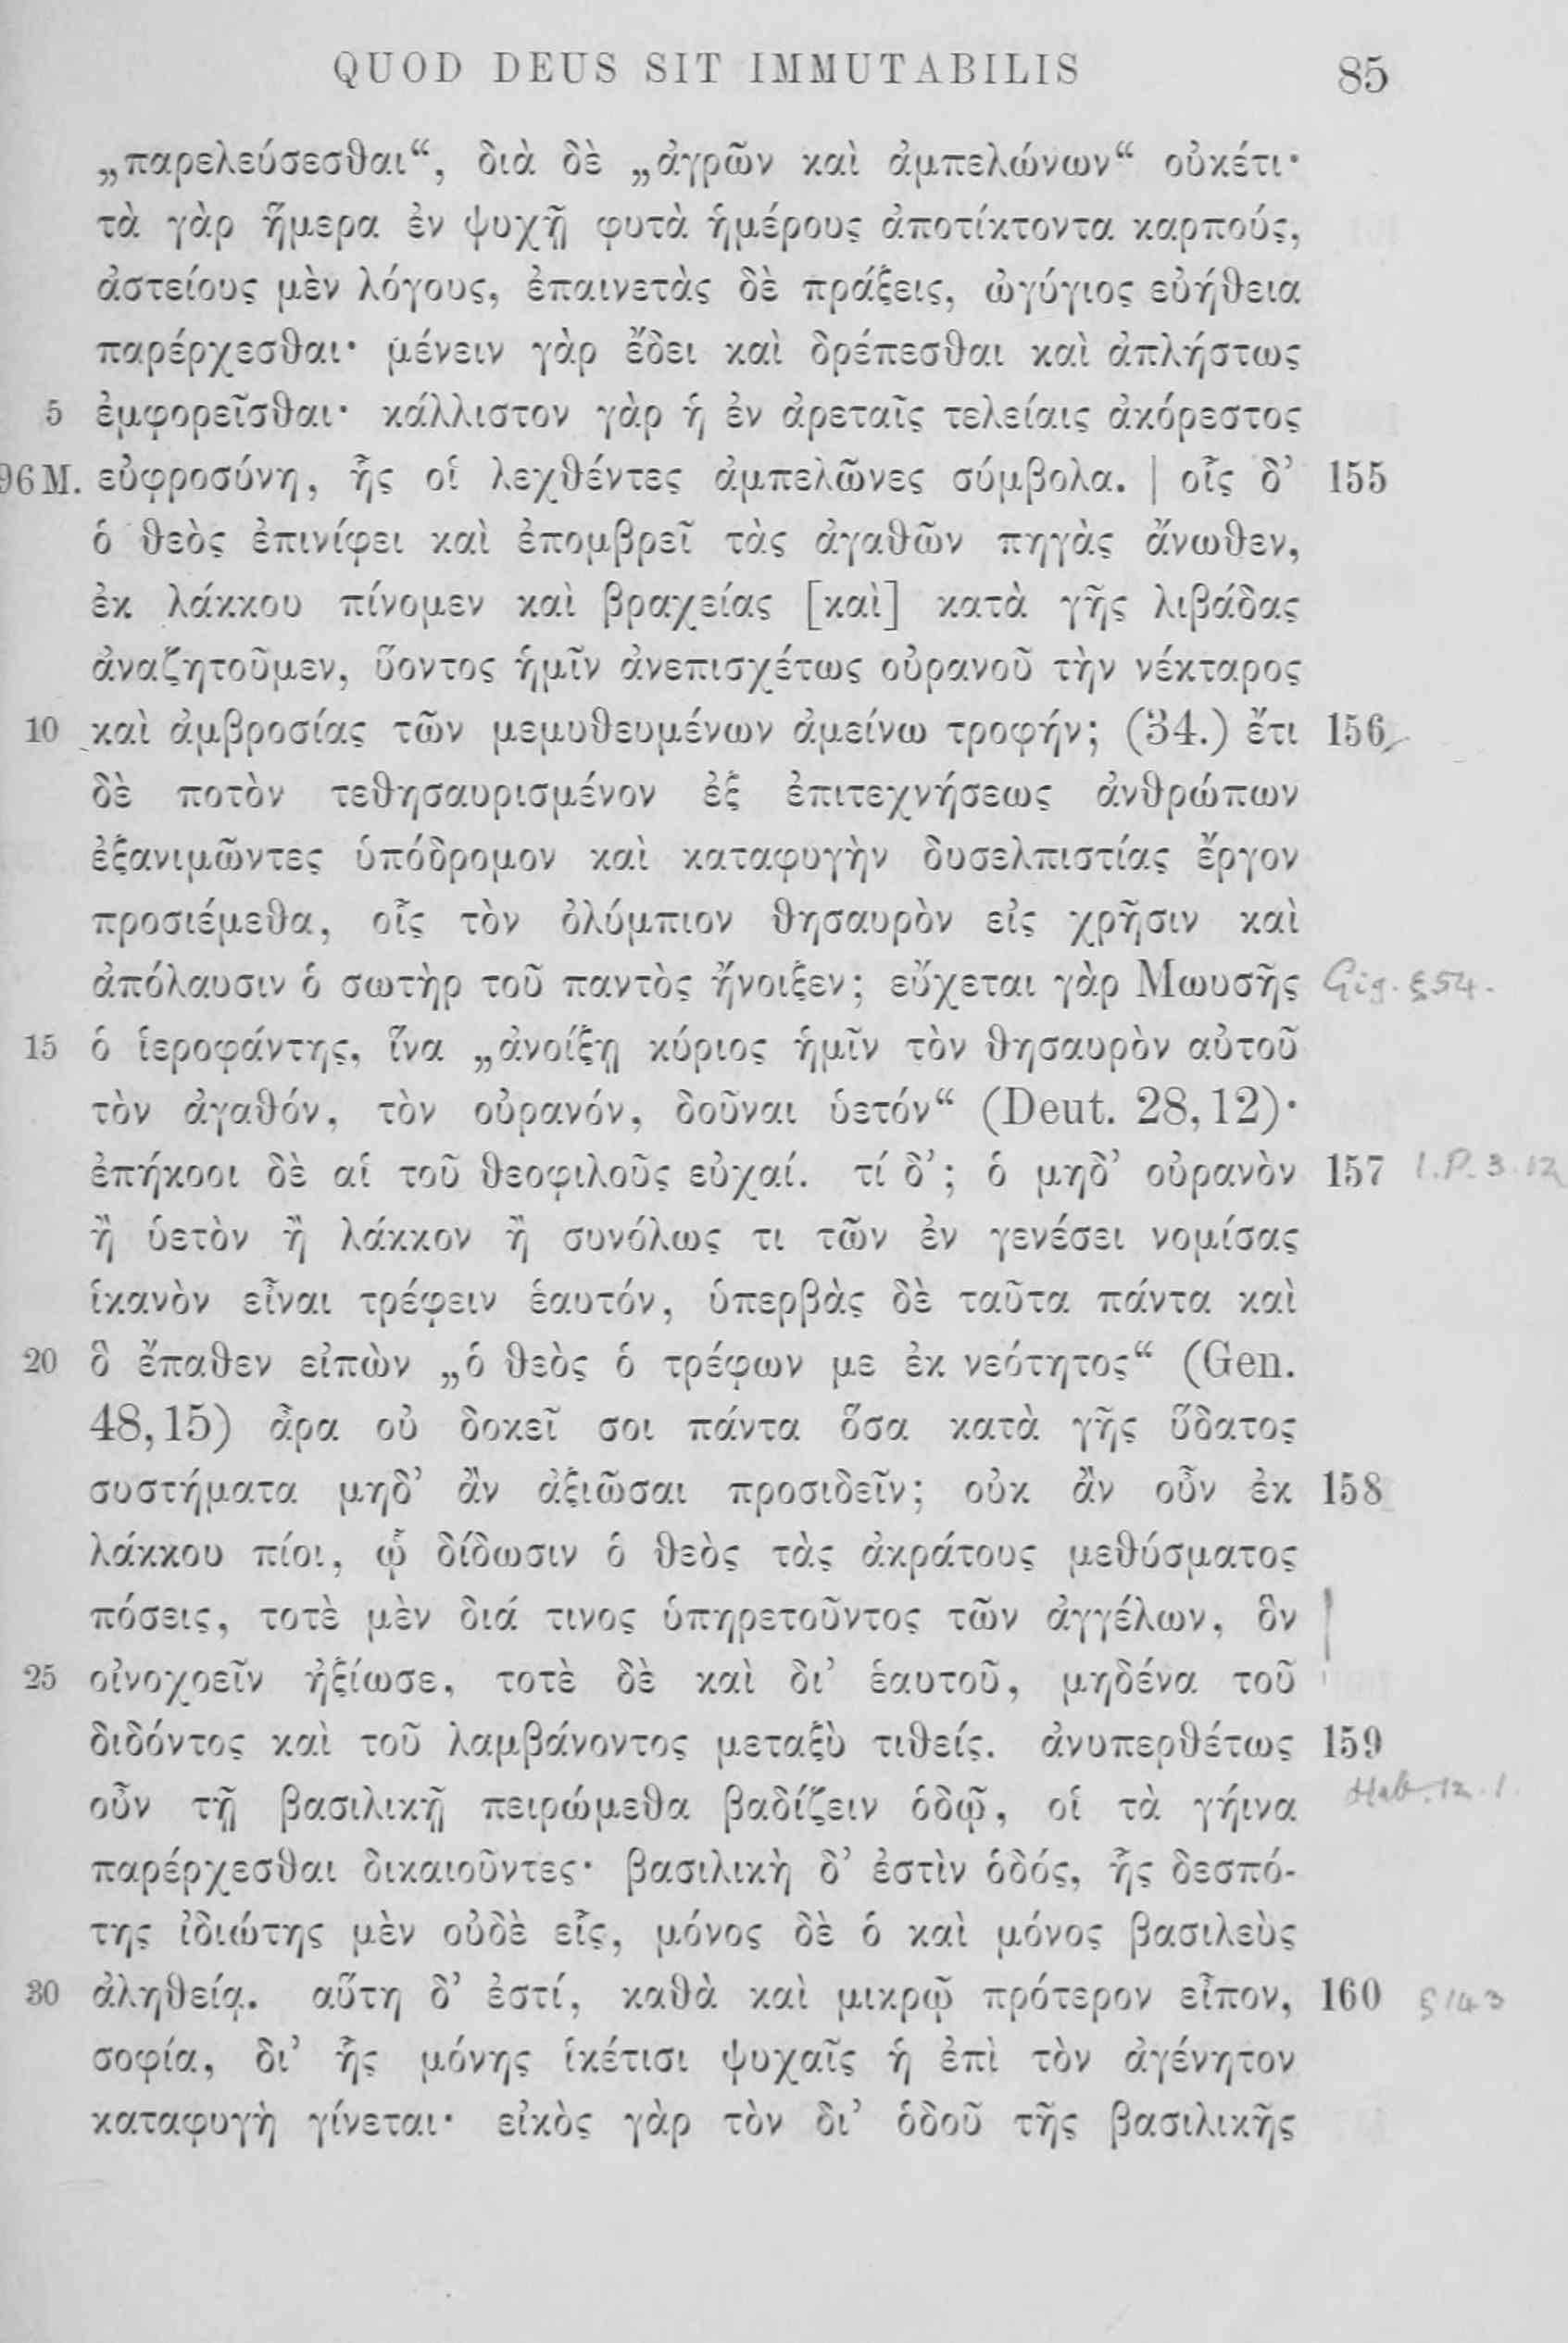 QUOD DEUS SIT IMMUTABILIS 85
„παρελεύσεσθαι“, διὰ δὲ „ἀγρῶν καὶ ἀμπελώνων“ οὐκέτι·
τὰ γὰρ ἥμερα ἐν ψυχῇ φυτὰ ἡμέρους ἀποτίκτοντα καρπούς,
ἀστείους μὲν λόγους, ἐπαινετὰς δὲ πράξεις, ὠγύγιος εὐήθεια
παρέρχεσθαι· μένειν γὰρ ἔδει καὶ δρέπεσθαι καὶ ἀπλήστως
5 ἐμφορεῖσθαι· κάλλιστον γὰρ ἡ ἐν ἀρεταῖς τελείαις ἀκόρεστος
96 M. εὐφροσύνη, ἧς οἱ λεχθέντες ἀμπελῶνες σύμβολα. | οἷς δ’ 155
ὁ θεὸς ἐπινίφει καὶ ἐπομβρεῖ τὰς ἀγαθῶν πηγὰς ἄνωθεν,
ἐκ λάκκου πίνομεν καὶ βραχείας [καὶ] κατὰ γῆς λιβάδας
ἀναζητοῦμεν, ὕοντος ἡμῖν ἀνεπισχέτως οὐρανοῦ τὴν νέκταρος
10 καὶ ἀμβροσίας τῶν μεμυθευμένων ἀμείνω τροφήν; (34.) ἔτι 156
δὲ ποτὸν τεθησαυρισμένον ἐξ ἐπιτεχνήσεως ἀνθρώπων
ἐξανιμῶντες ὑπόδρομον καὶ καταφυγὴν δυσελπιστίας ἔργον
προσιέμεθα, οἷς τὸν ὀλύμπιον θησαυρὸν εἰς χρῆσιν καὶ
ἀπόλαυσιν ὁ σωτὴρ τοῦ παντὸς ἤνοιξεν; εὔχεται γὰρ Μωυσῆς Gig. § 54.
15 ὁ ἱεροφάντης, ἵνα „ἀνοίξῃ κύριος ἡμῖν τὸν θησαυρὸν αὐτοῦ
τὸν ἀγαθόν, τὸν οὐρανόν, δοῦναι ὑετόν“ (Deut. 28, 12)·
ἐπήκοοι δὲ αἱ τοῦ θεοφιλοῦς εὐχαί. τί δ’; ὁ μηδ’ οὐρανὸν 157 1. P. 3. 12
ἢ ὑετὸν ἢ λάκκον ἢ συνόλως τι τῶν ἐν γενέσει νομίσας
ἱκανὸν εἶναι τρέφειν ἑαυτόν, ὑπερβὰς δὲ ταῦτα πάντα καὶ
20 ὃ ἔπαθεν εἰπὼν „ὁ θεὸς ὁ τρέφων με ἐκ νεότητος“ (Gen.
48, 15) ἆρα οὐ δοκεῖ σοι πάντα ὅσα κατὰ γῆς ὕδατος
συστήματα μηδ’ ἂν ἀξιῶσαι προσιδεῖν; οὐκ ἂν οὖν ἐκ 158
λάκκου πίοι, ᾧ δίδωσιν ὁ θεὸς τὰς ἀκράτους μεθύσματος
πόσεις, τοτὲ μὲν διά τινος ὑπηρετοῦντος τῶν ἀγγέλων, ὃν
25 οἰνοχοεῖν ἠξίωσε, τοτὲ δὲ καὶ δι’ ἑαυτοῦ, μηδένα τοῦ
διδόντος καὶ τοῦ λαμβάνοντος μεταξὺ τιθείς. ἀνυπερθέτως 159
οὖν τῇ βασιλικῇ πειρώμεθα βαδίζειν ὁδῷ, οἱ τὰ γήινα 12. 1.
παρέρχεσθαι δικαιοῦντες· βασιλικὴ δ’ ἐστὶν ὁδός, ἧς δεσπό-
της ἰδιώτης μὲν οὐδὲ εἷς, μόνος δὲ ὁ καὶ μόνος βασιλεὺς
30 ἀληθείᾳ. αὕτη δ’ ἐστί, καθὰ καὶ μικρῷ πρότερον εἶπον, 160 § 143
σοφία, δι’ ἧς μόνης ἱκέτισι ψυχαῖς ἡ ἐπὶ τὸν ἀγένητον
καταφυγὴ γίνεται· εἰκὸς γὰρ τὸν δι’ ὁδοῦ τῆς βασιλικῆς